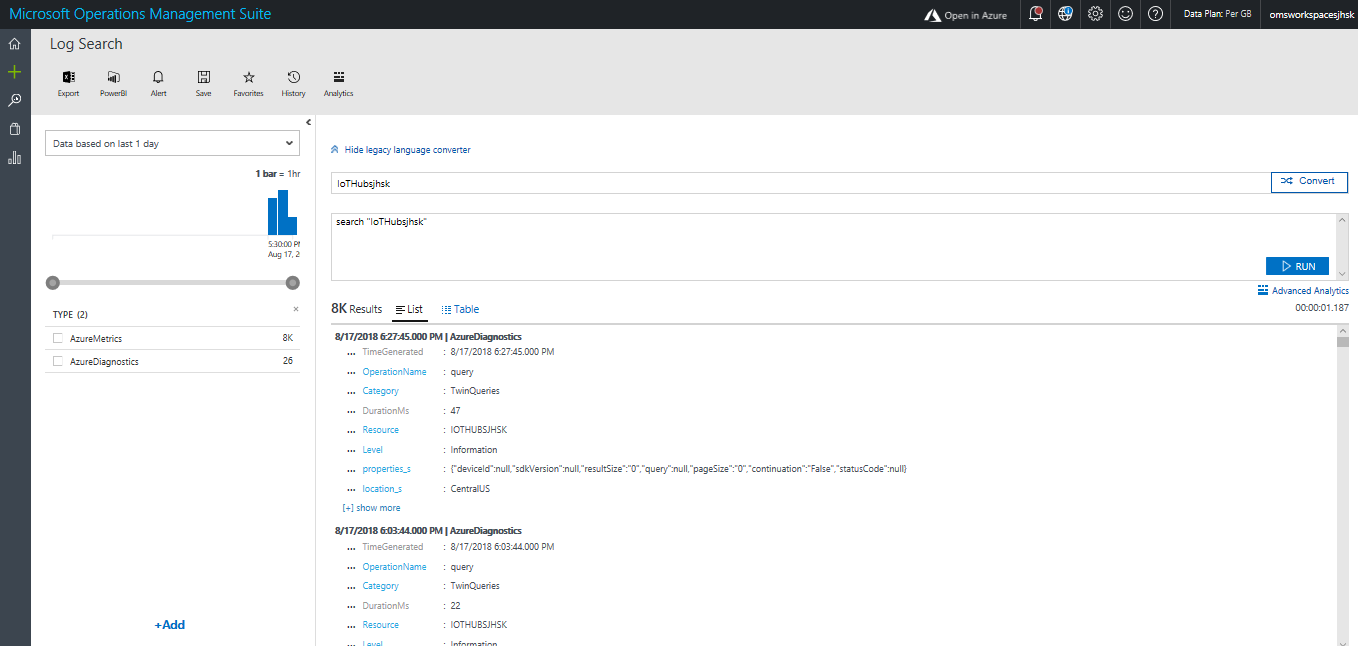 Microsoft Operations Management Suite
Open in Azure
Data Plan: Per GB
omsworkspacesjhsk
Log Search
Export
PowerBI
Alert
Save
Favorites
History
Analytics
Data based on last 1 day
1 bar = 1hr
5:30:00 PM
Aug 17, 2
TYPE (2)
AzureMetrics 8K
AzureDiagnostics 26
+Add
Hide legacy language converter
IoTHubsjhsk
Convert
search "IoTHubsjhsk"
RUN
Advanced Analytics
8K Results
List
Table
00:00:01.187
8/17/2018 6:27:45.000 PM | AzureDiagnostics
... TimeGenerated : 8/17/2018 6:27:45.000 PM
... OperationName : query
... Category : TwinQueries
... DurationMs : 47
... Resource : IOTHUBSJHSK
... Level : Information
... properties_s : {"deviceId":null,"sdkVersion":null,"resultSize":"0","query":null,"pageSize":"0","continuation":"False","statusCode":null}
... location_s : CentralUS
[+] show more
8/17/2018 6:03:44.000 PM | AzureDiagnostics
... TimeGenerated : 8/17/2018 6:03:44.000 PM
... OperationName : query
... Category : TwinQueries
... DurationMs : 22
... Resource : IOTHUBSJHSK
... Level : Information